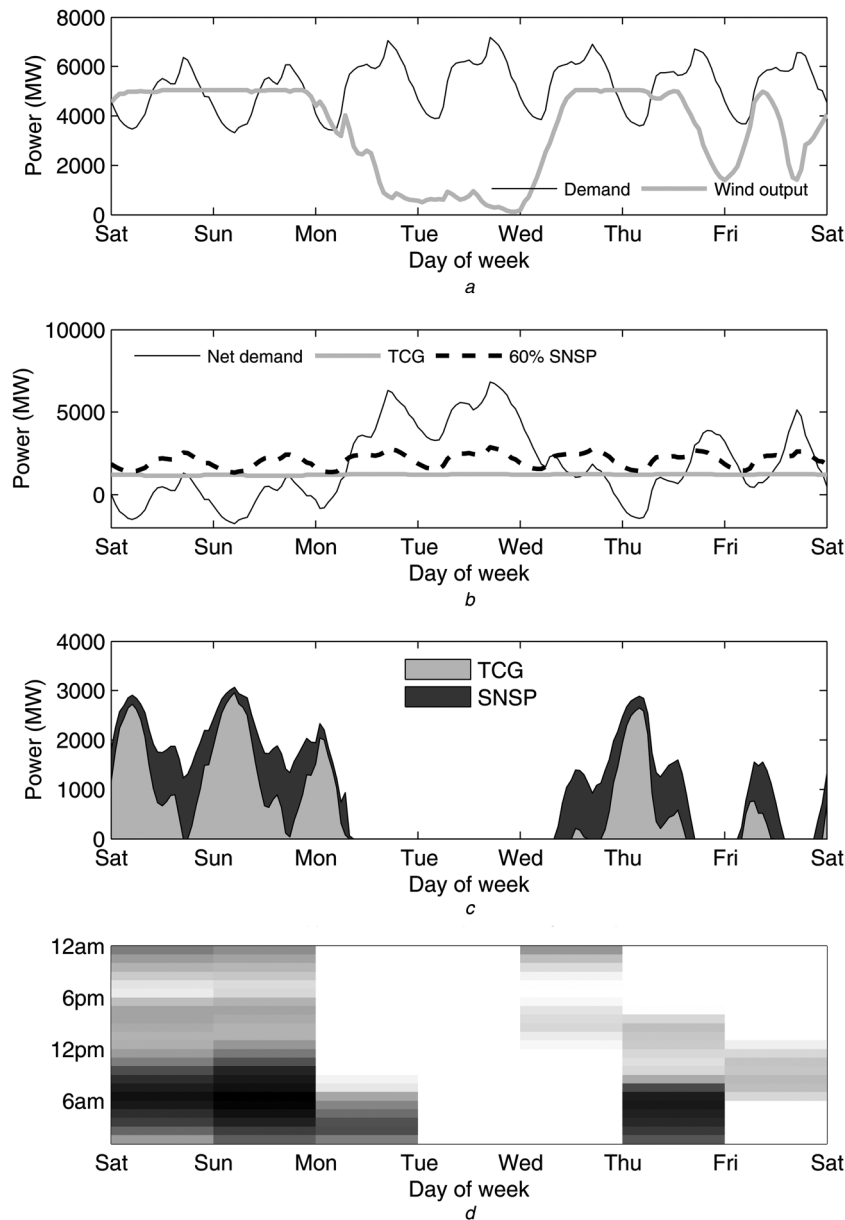 8000
6000
4000
2000
0
Power (MW)
Demand Wind output
Sat Sun Mon Tue Wed Thu Fri Sat
Day of week
a
10000
5000
0
Power (MW)
Net demand TCG 60% SNSP
Sat Sun Mon Tue Wed Thu Fri Sat
Day of week
b
4000
3000
2000
1000
0
Power (MW)
TCG
SNSP
Sat Sun Mon Tue Wed Thu Fri Sat
Day of week
c
12am
6pm
12pm
6am
Sat Sun Mon Tue Wed Thu Fri Sat
Day of week
d